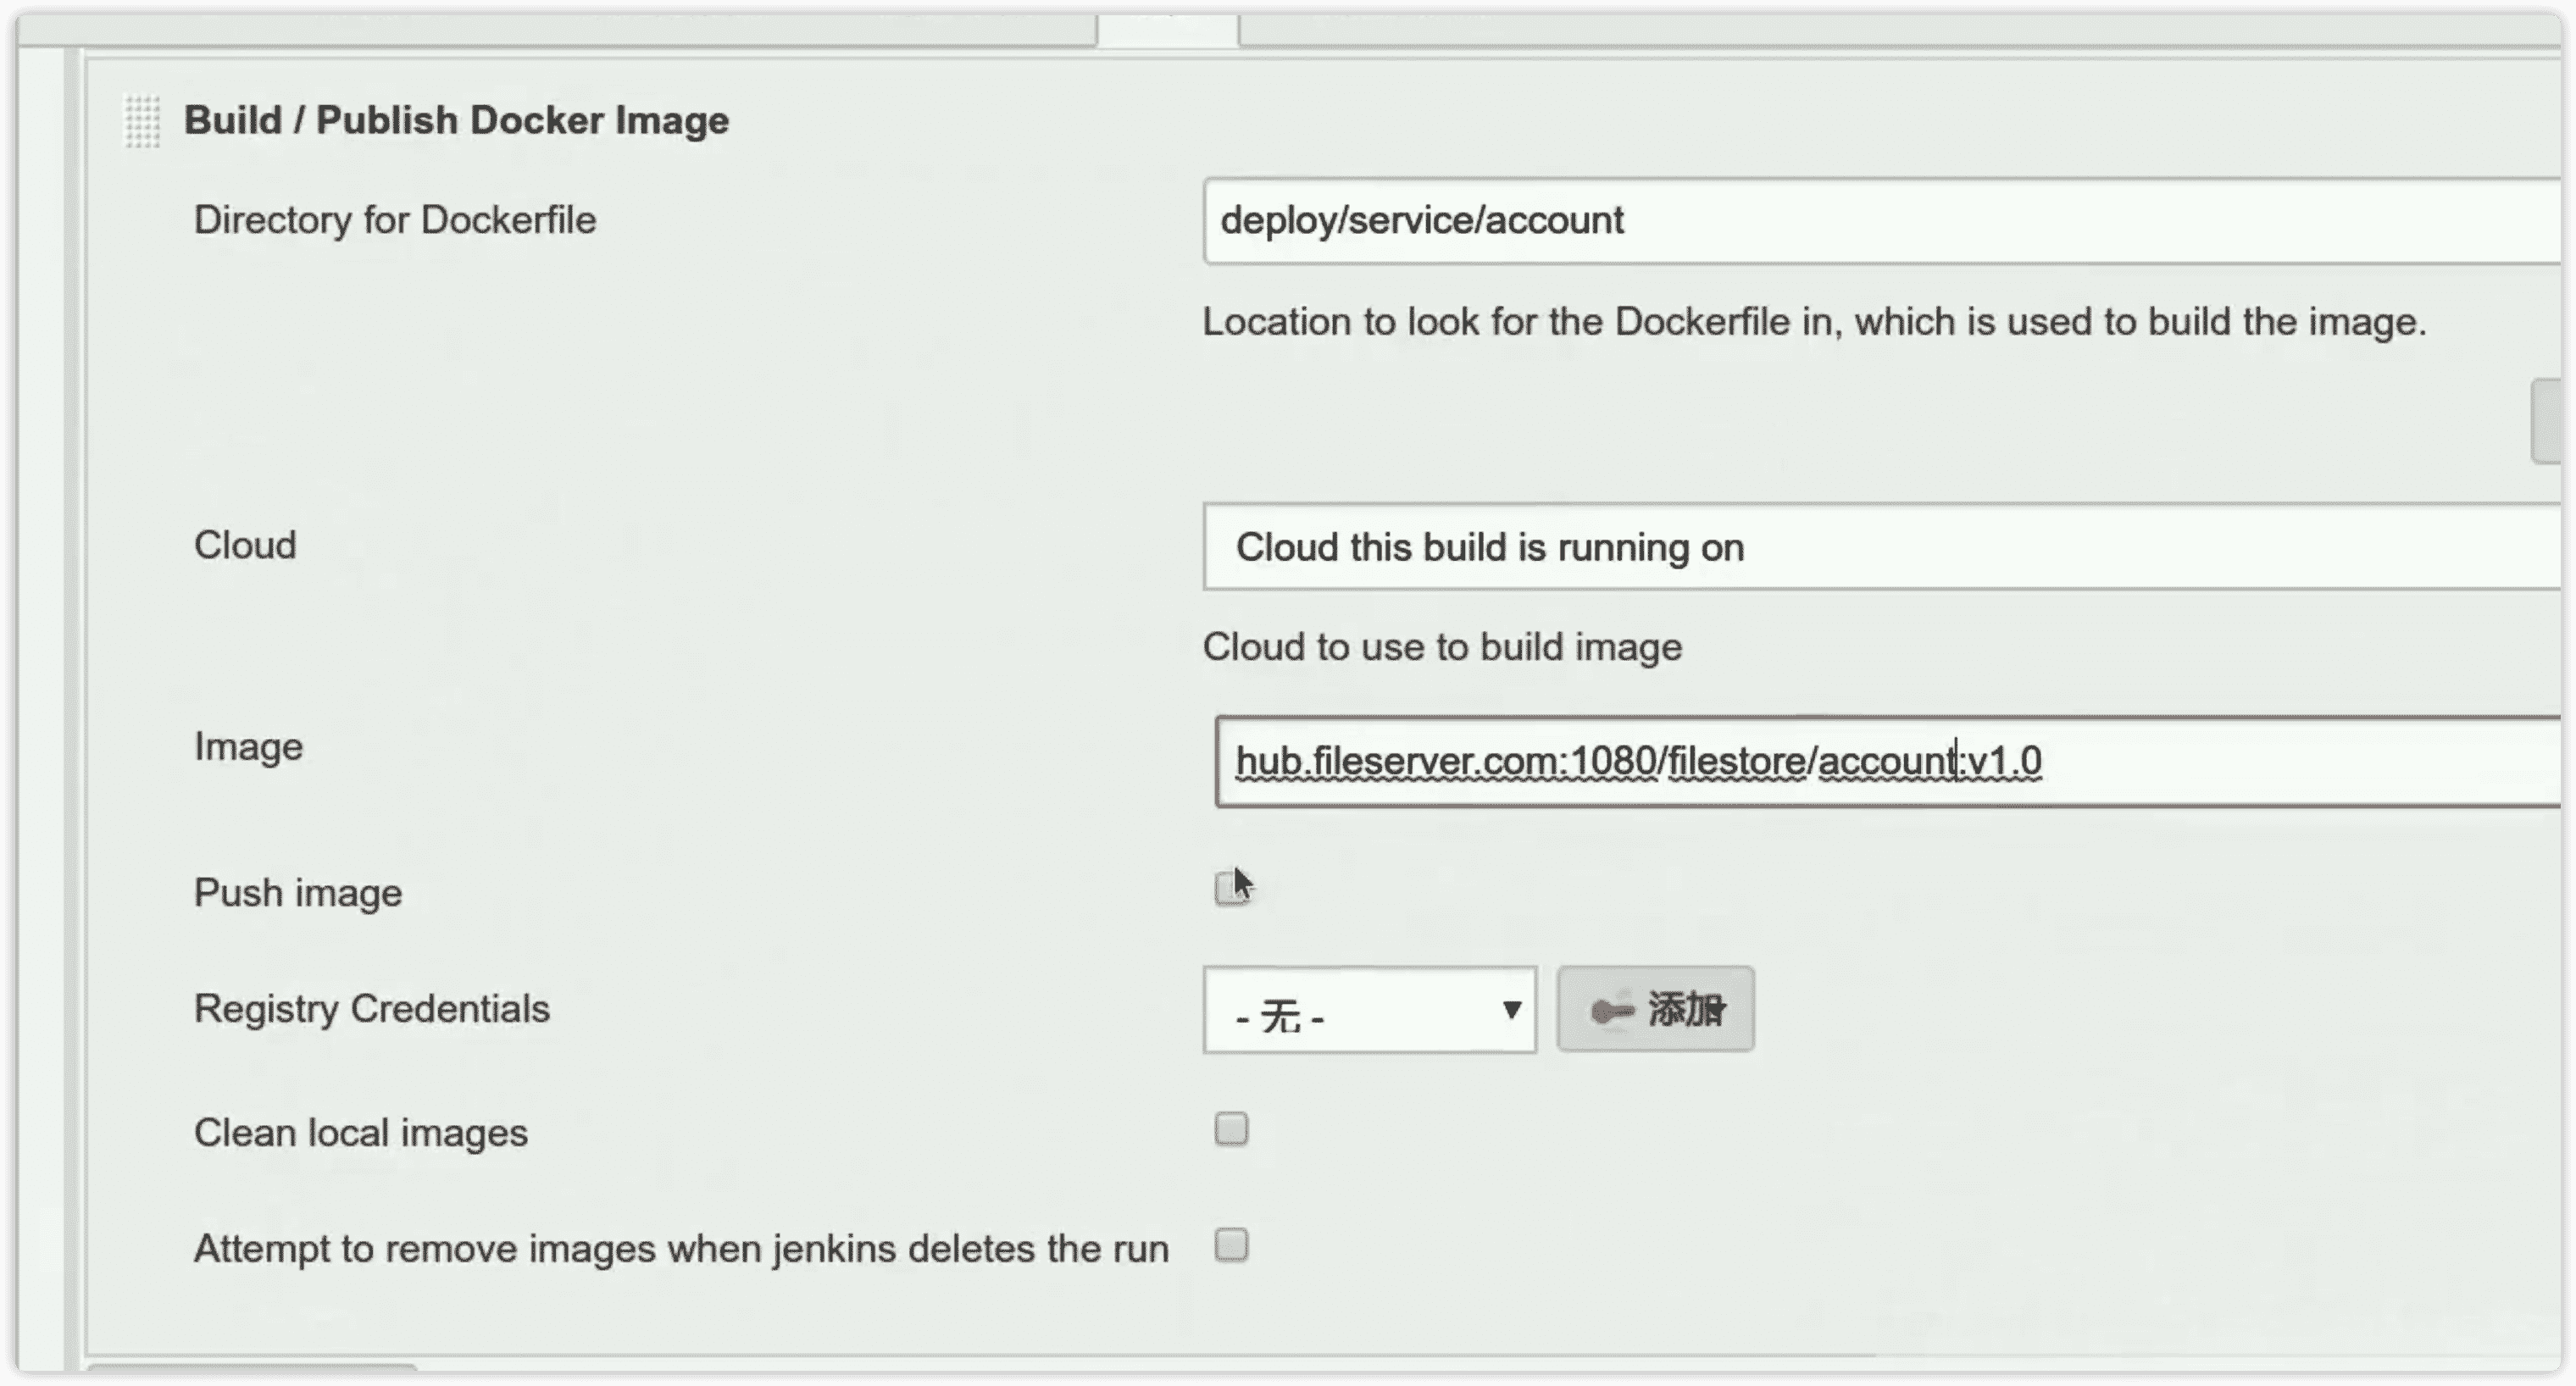 Build / Publish Docker Image
Directory for Dockerfile
deploy/service/account
Location to look for the Dockerfile in, which is used to build the image.
Cloud
Cloud this build is running on
Cloud to use to build image
Image
hub.fileserver.com:1080/filestore/account:v1.0
Push image
Registry Credentials
- 无 -
添加
Clean local images
Attempt to remove images when jenkins deletes the run